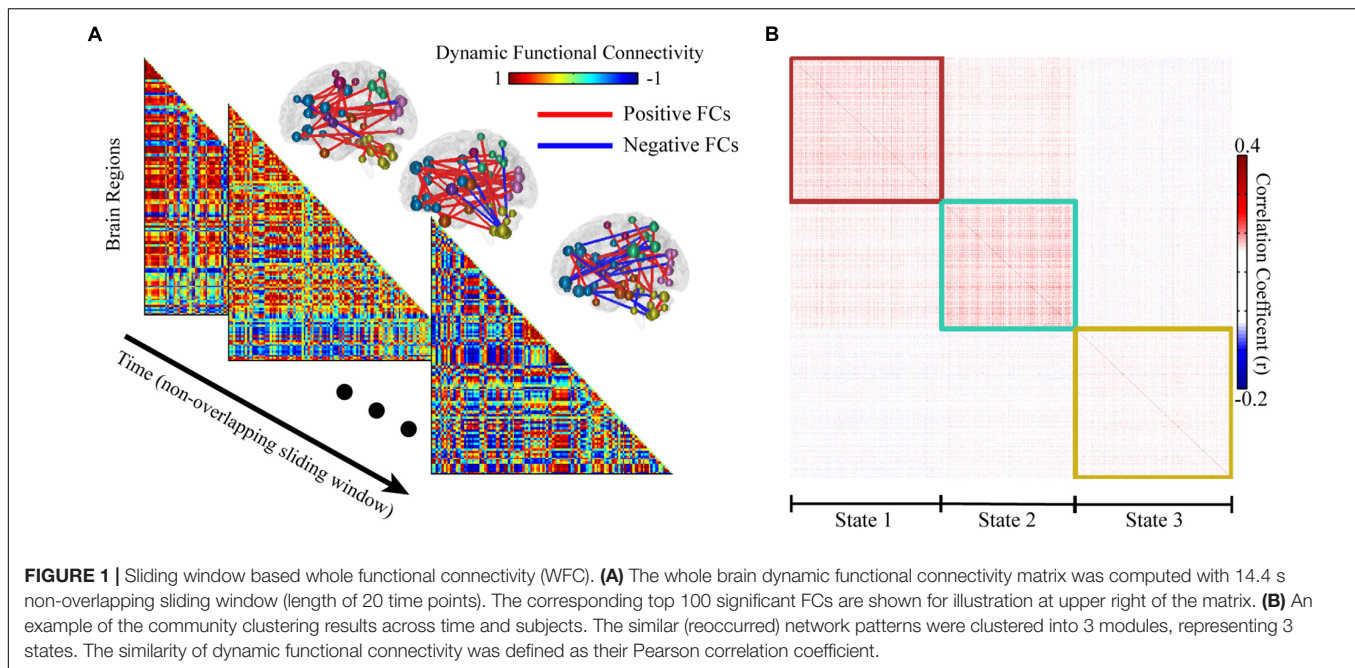 A
Dynamic Functional Connectivity
1
-1
Positive FCs
Negative FCs
Brain Regions
Time (non-overlapping sliding window)
B
0.4
Correlation Coefficent (r)
-0.2
State 1
State 2
State 3
FIGURE 1 | Sliding window based whole functional connectivity (WFC). (A) The whole brain dynamic functional connectivity matrix was computed with 14.4 s
non-overlapping sliding window (length of 20 time points). The corresponding top 100 significant FCs are shown for illustration at upper right of the matrix. (B) An
example of the community clustering results across time and subjects. The similar (reoccurred) network patterns were clustered into 3 modules, representing 3
states. The similarity of dynamic functional connectivity was defined as their Pearson correlation coefficient.